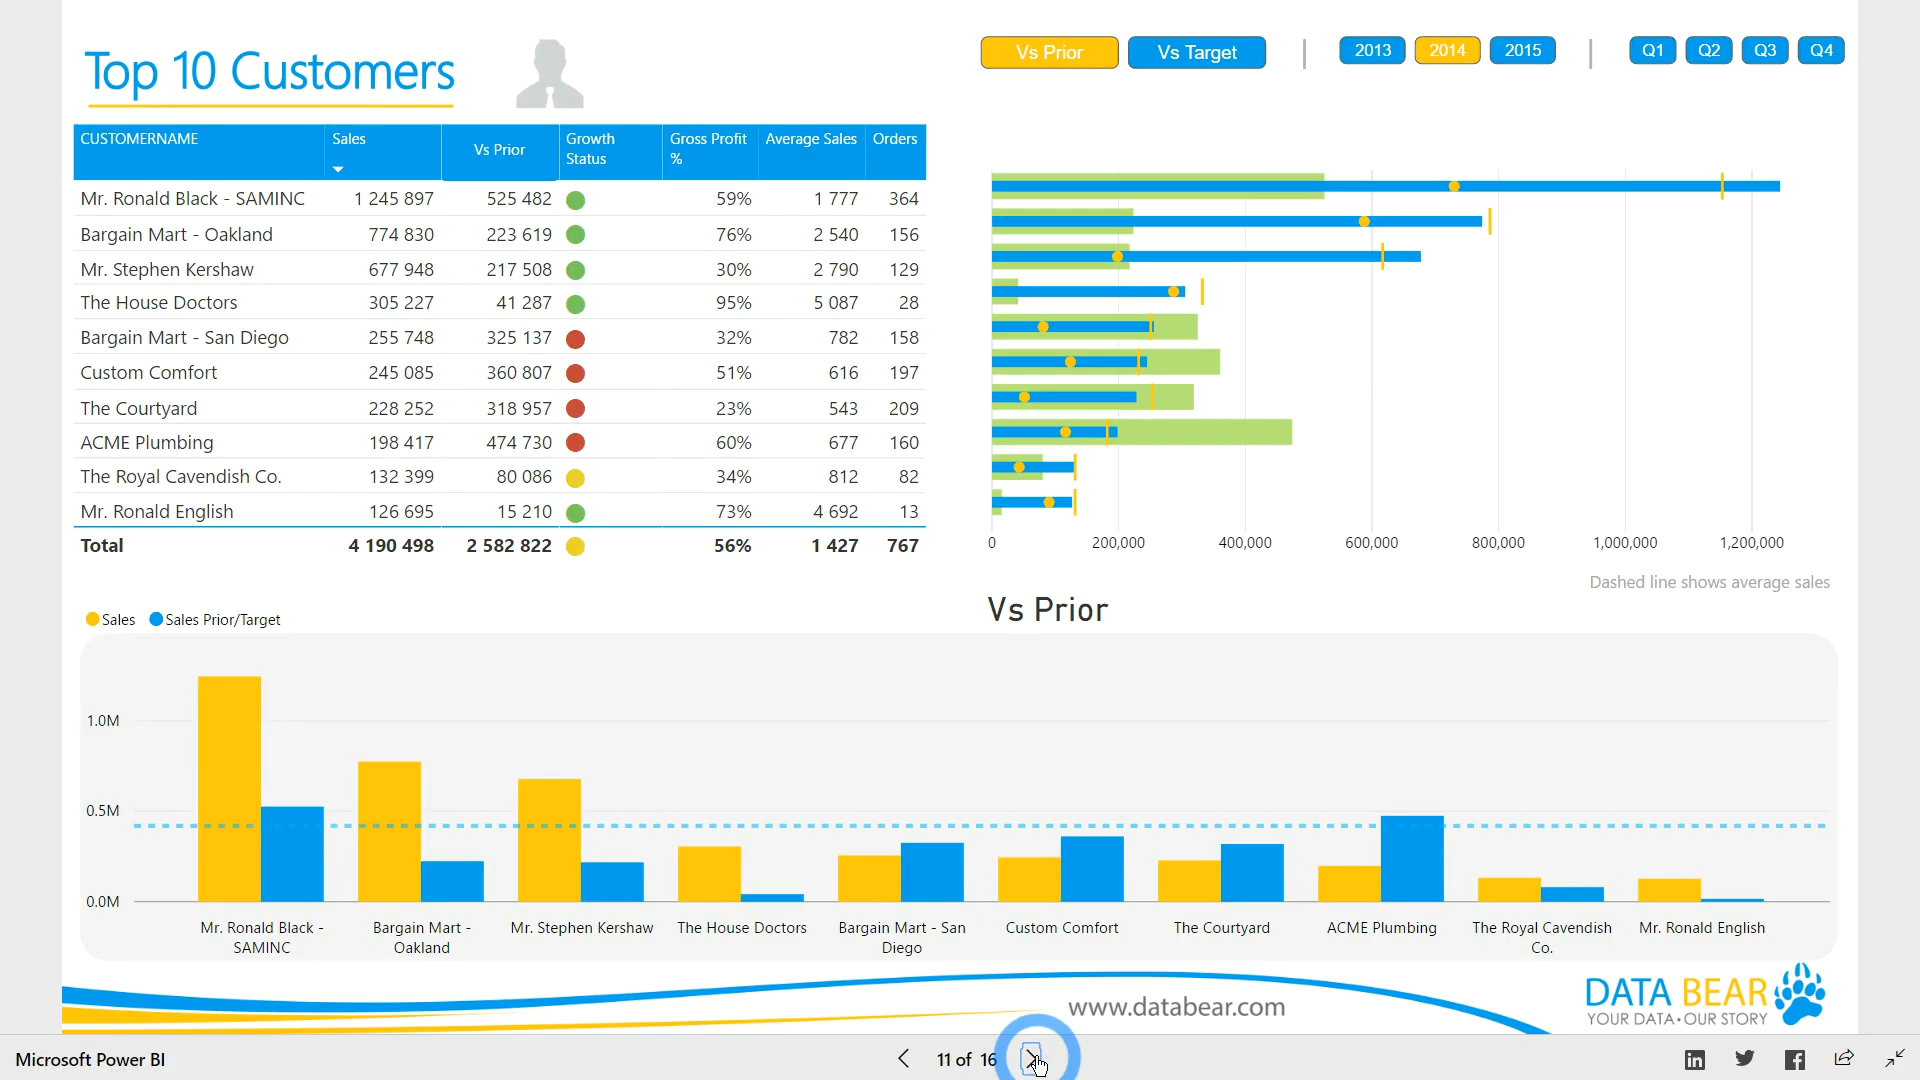 Top 10 Customers
Vs Prior Vs Target 2013 2014 2015 Q1 Q2 Q3 Q4
CUSTOMERNAME Sales Vs Prior Growth Status Gross Profit % Average Sales Orders
Mr. Ronald Black - SAMINC 1 245 897 525 482 59% 1 777 364
Bargain Mart - Oakland 774 830 223 619 76% 2 540 156
Mr. Stephen Kershaw 677 948 217 508 30% 2 790 129
The House Doctors 305 227 41 287 95% 5 087 28
Bargain Mart - San Diego 255 748 325 137 32% 782 158
Custom Comfort 245 085 360 807 51% 616 197
The Courtyard 228 252 318 957 23% 543 209
ACME Plumbing 198 417 474 730 60% 677 160
The Royal Cavendish Co. 132 399 80 086 34% 812 82
Mr. Ronald English 126 695 15 210 73% 4 692 13
Total 4 190 498 2 582 822 56% 1 427 767
0 200,000 400,000 600,000 800,000 1,000,000 1,200,000
Dashed line shows average sales
Vs Prior
Sales Sales Prior/Target
1.0M
0.5M
0.0M
Mr. Ronald Black - SAMINC
Bargain Mart - Oakland
Mr. Stephen Kershaw
The House Doctors
Bargain Mart - San Diego
Custom Comfort
The Courtyard
ACME Plumbing
The Royal Cavendish Co.
Mr. Ronald English
www.databear.com
DATA BEAR
YOUR DATA•OUR STORY
Microsoft Power BI
11 of 16